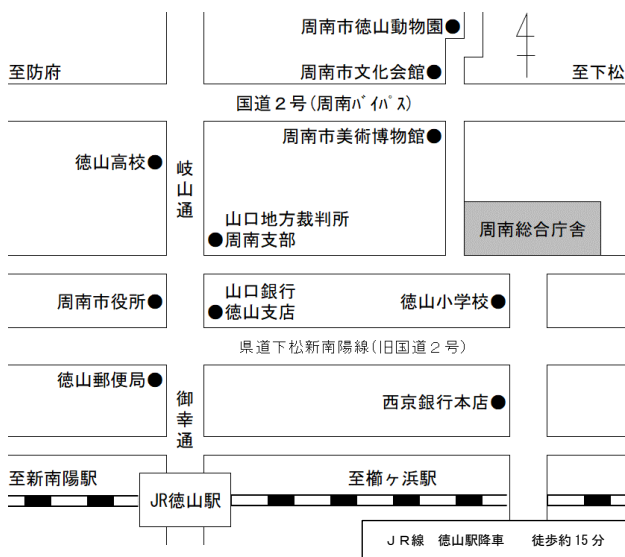 周南市徳山動物園
至防府
周南市文化会館
至下松
国道２号(周南ﾊﾞｲﾊﾟｽ)
周南市美術博物館
徳山高校
岐山通
山口地方裁判所
周南支部
周南総合庁舎
周南市役所
山口銀行
徳山支店
徳山小学校
県道下松新南陽線(旧国道２号)
徳山郵便局
御幸通
西京銀行本店
至新南陽駅
至櫛ヶ浜駅
JR徳山駅
ＪＲ線 徳山駅降車 徒歩約15分